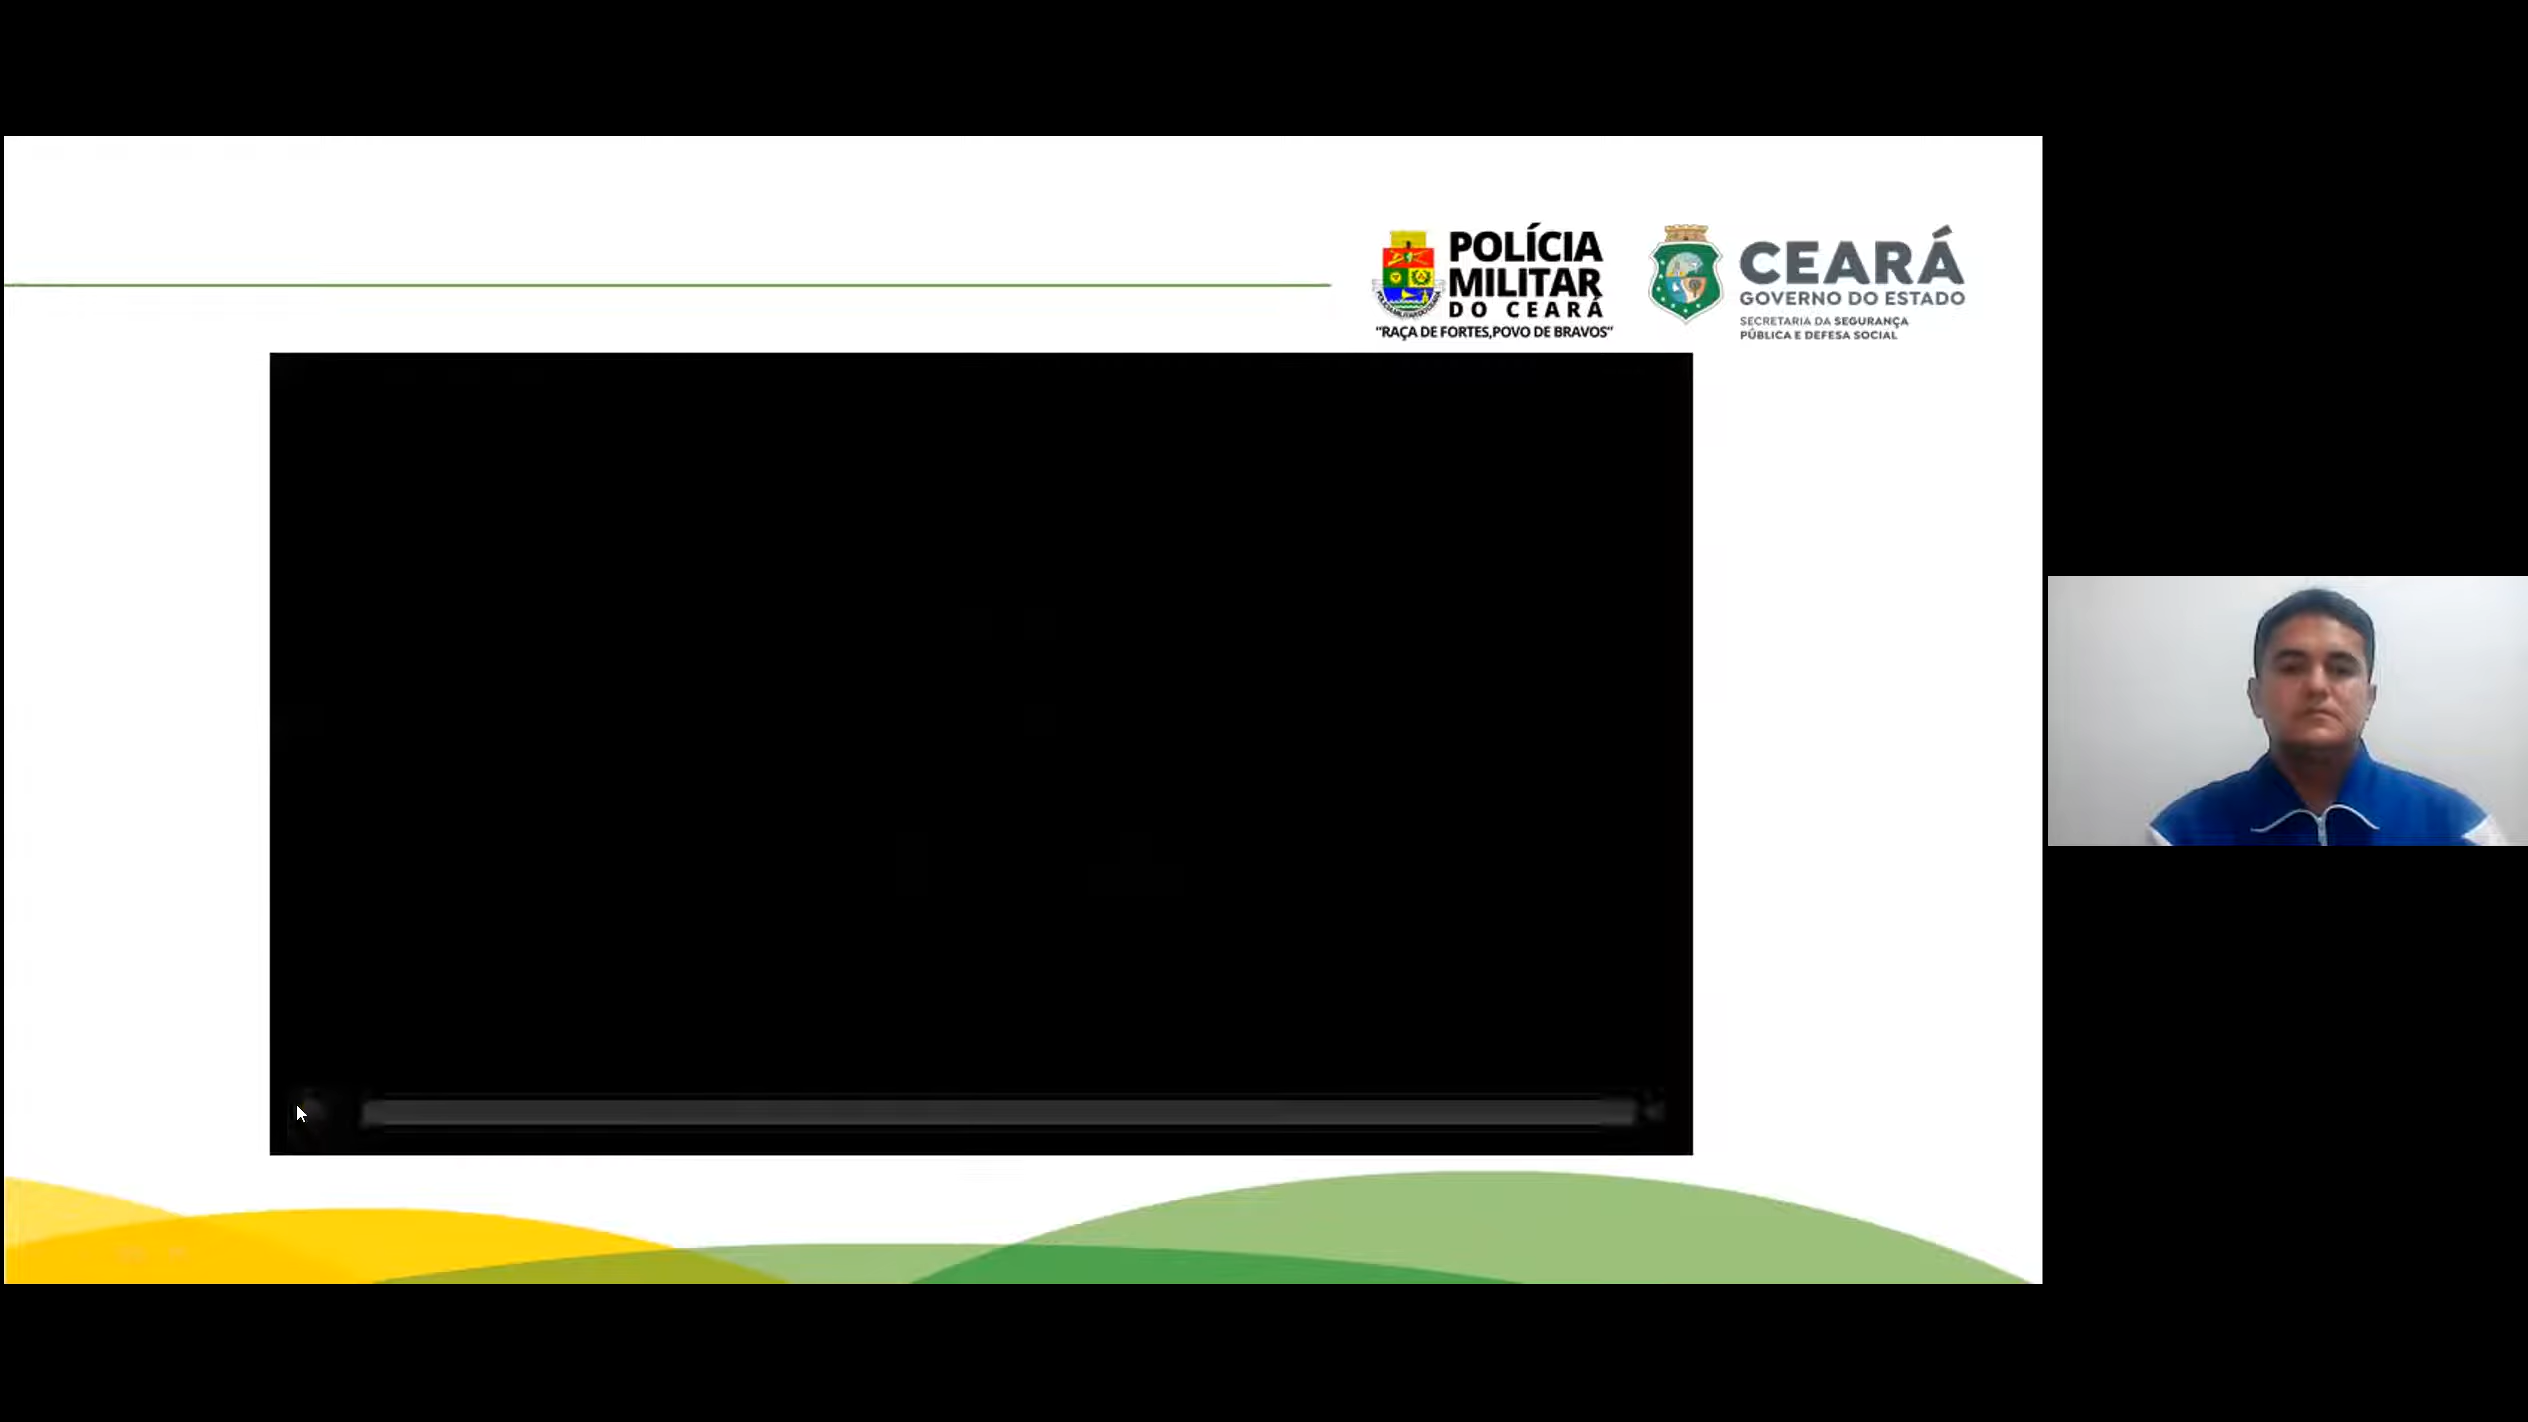 POLÍCIA
MILITAR
DO CEARÁ
"RAÇA DE FORTES,POVO DE BRAVOS"
CEARÁ
GOVERNO DO ESTADO
SECRETARIA DA SEGURANÇA
PÚBLICA E DEFESA SOCIAL